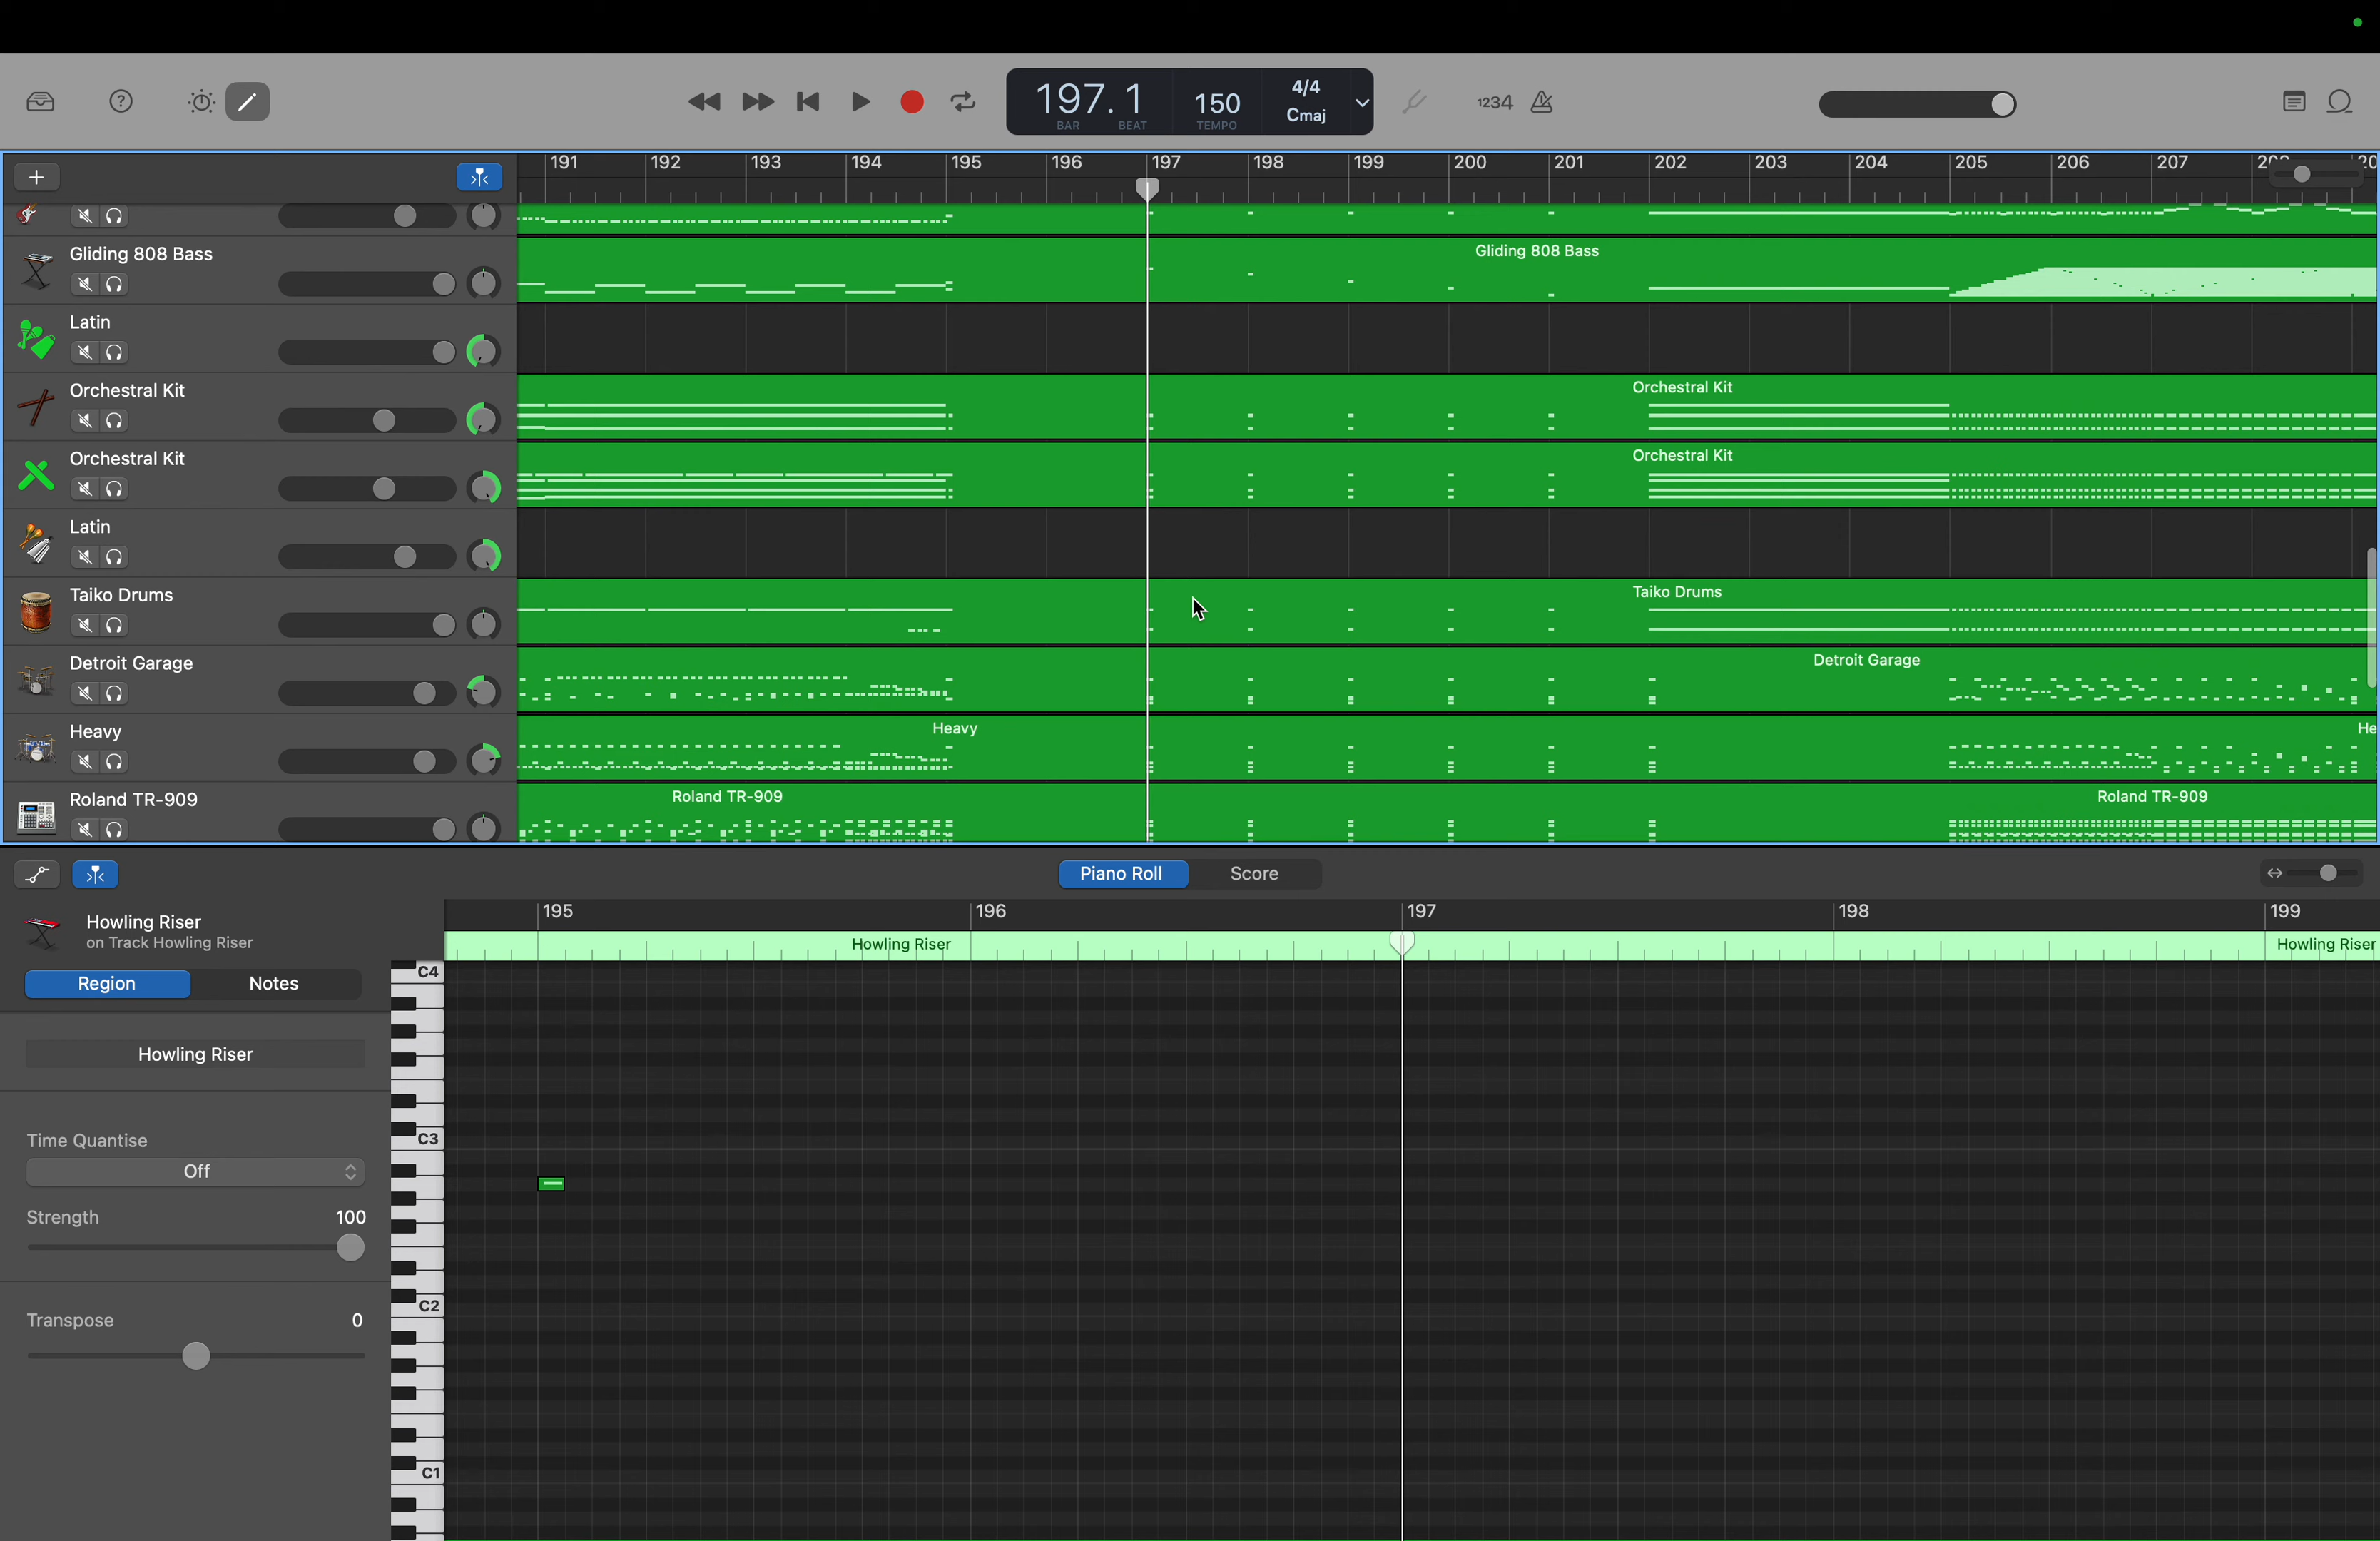 197.1 150 4/4
Cmaj
BAR BEAT TEMPO
1234
191 192 193 194 195 196 197 198 199 200 201 202 203 204 205 206 207
Gliding 808 Bass
Gliding 808 Bass
Latin
Orchestral Kit
Orchestral Kit
Orchestral Kit
Orchestral Kit
Latin
Taiko Drums
Taiko Drums
Detroit Garage
Detroit Garage
Heavy
Heavy
He
Roland TR-909
Roland TR-909
Roland TR-909
Piano Roll Score
195 196 197 198 199
Howling Riser
on Track Howling Riser
Howling Riser Howling Riser
Region Notes
Howling Riser
Time Quantise
Off
Strength 100
Transpose 0
C4
C3
C2
C1